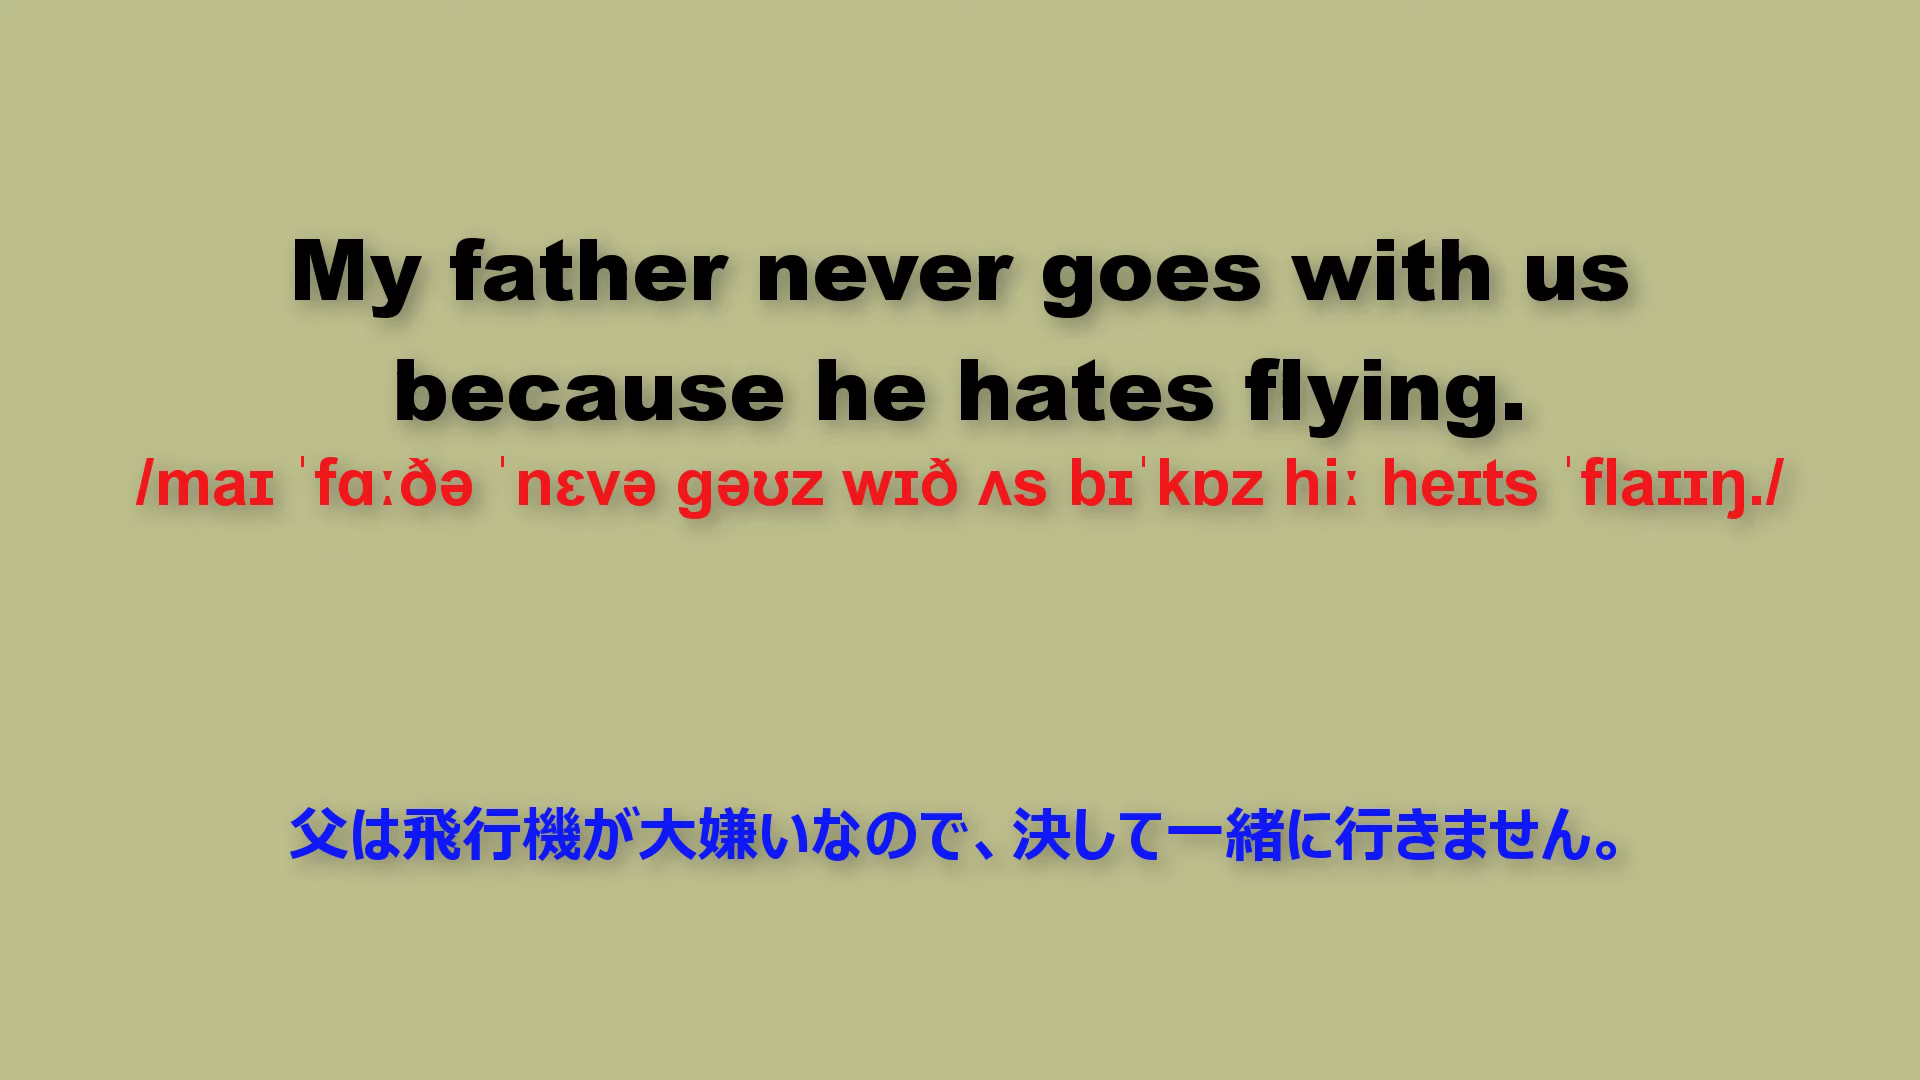 My father never goes with us
because he hates flying.
/maɪ ˈfɑːðə ˈnɛvə gəʊz wɪð ʌs bɪˈkɒz hiː heɪts ˈflaɪɪŋ./
父は飛行機が大嫌いなので、決して一緒に行きません。